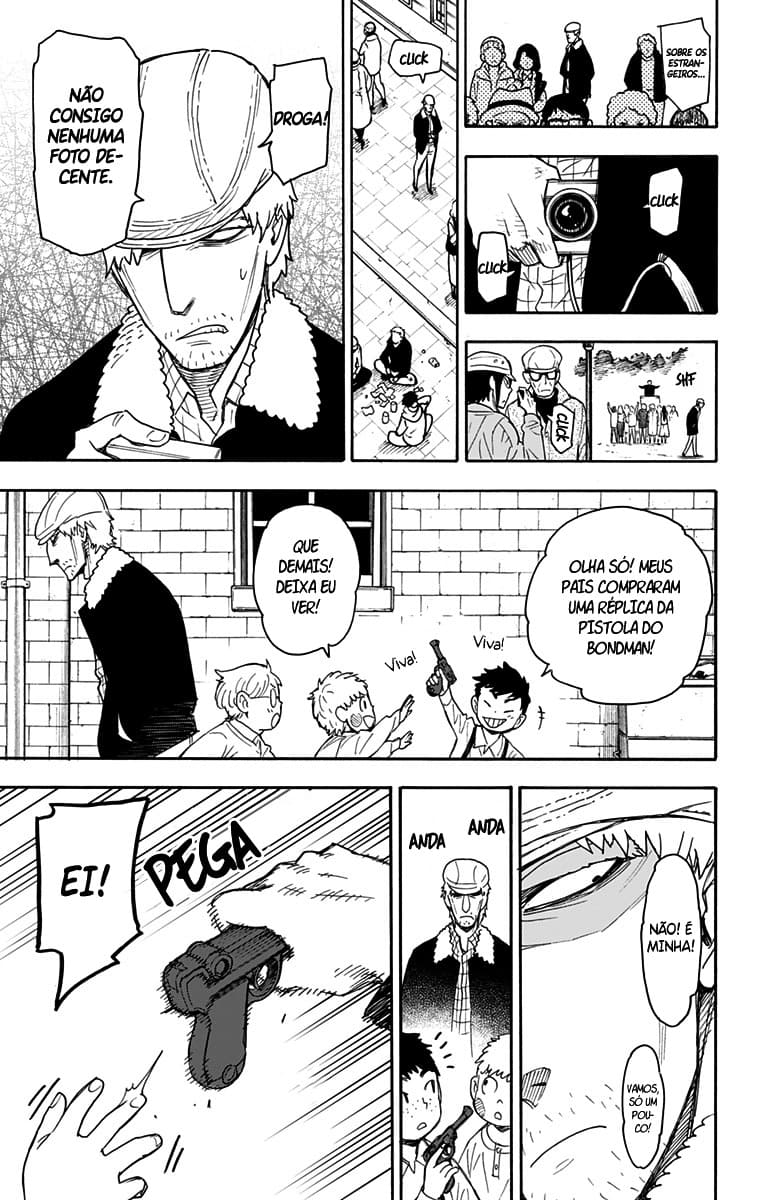 SOBRE OS
ESTRAN-
GEIROS...
CLICK
CLICK
SHF
CLICK
CLICK
DROGA!
NÃO
CONSIGO
NENHUMA
FOTO DE-
CENTE.
OLHA SÓ! MEUS
PAIS COMPRARAM
UMA RÉPLICA DA
PISTOLA DO
BONDMAN!
Viva!
Viva!
QUE
DEMAIS!
DEIXA EU
VER!
NÃO! É
MINHA!
VAMOS,
SÓ UM
POU-
CO!
ANDA
ANDA
PEGA
EI!